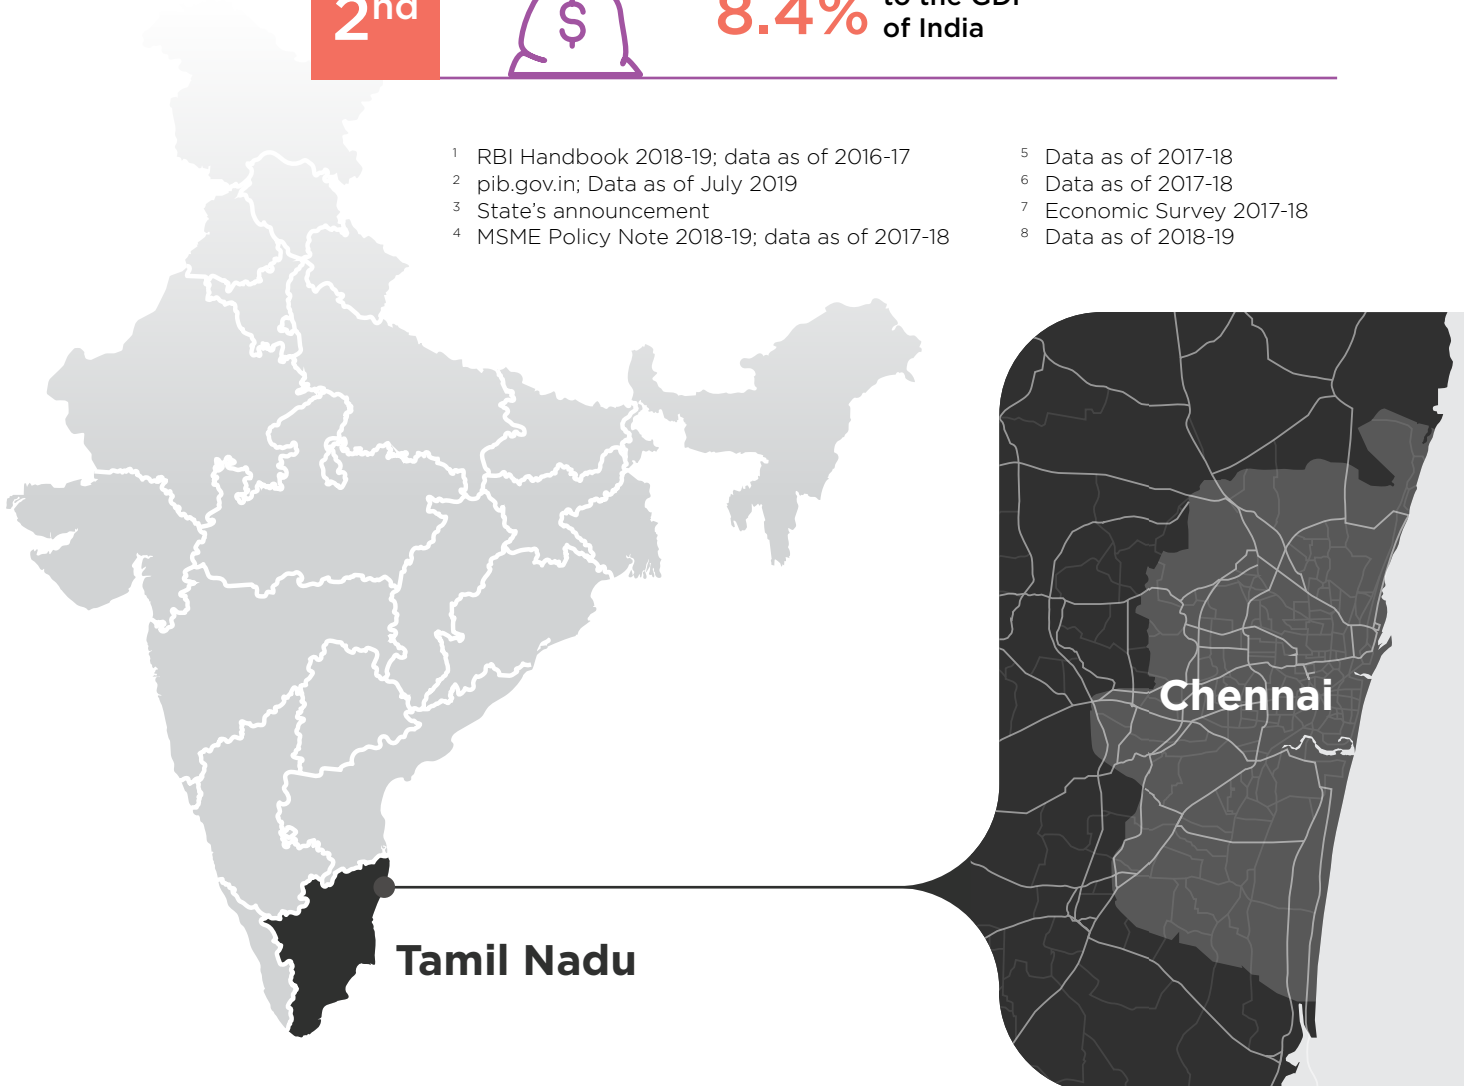 2nd
$
8.4%
to the GDP
of India
1 RBI Handbook 2018-19; data as of 2016-17
2 pib.gov.in; Data as of July 2019
3 State's announcement
4 MSME Policy Note 2018-19; data as of 2017-18
5 Data as of 2017-18
6 Data as of 2017-18
7 Economic Survey 2017-18
8 Data as of 2018-19
Chennai
Tamil Nadu